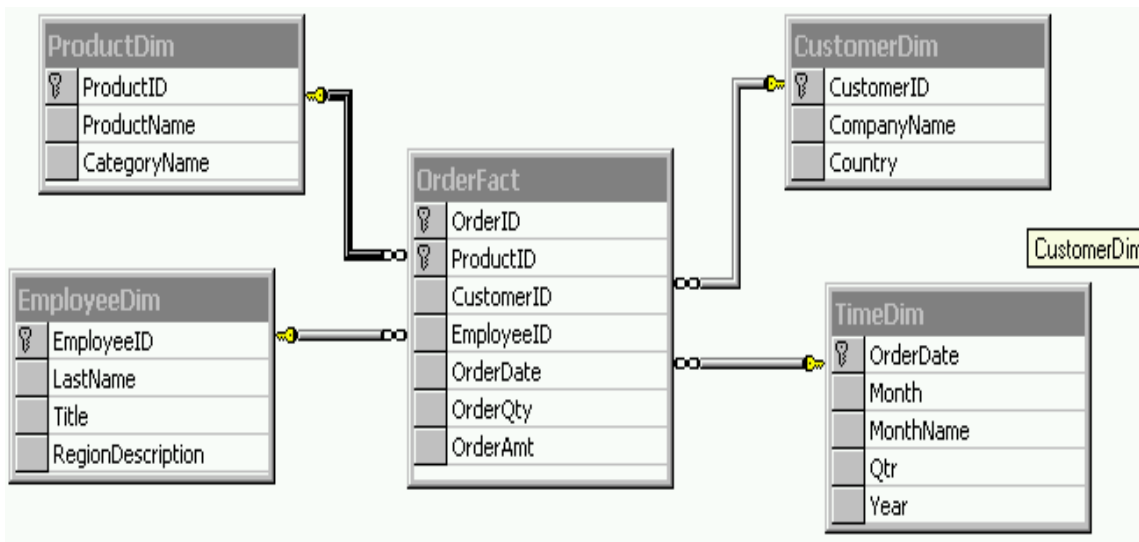 ProductDim
ProductID
ProductName
CategoryName
CustomerDim
CustomerID
CompanyName
Country
OrderFact
OrderID
ProductID
CustomerID
EmployeeID
OrderDate
OrderQty
OrderAmt
CustomerDim
EmployeeDim
EmployeeID
LastName
Title
RegionDescription
TimeDim
OrderDate
Month
MonthName
Qtr
Year